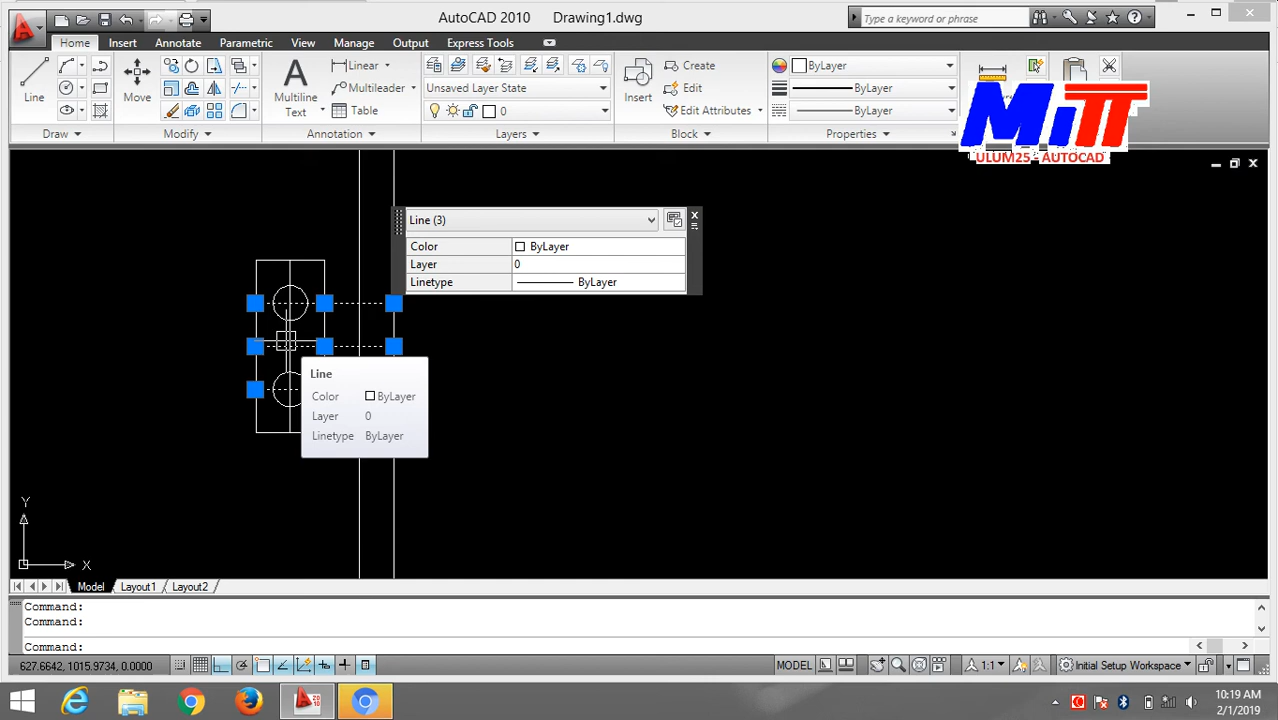 AutoCAD 2010 Drawing1.dwg
Type a keyword or phrase
Home Insert Annotate Parametric View Manage Output Express Tools
Line Move Multiline Text Linear Multileader Table
Unsaved Layer State
0
Insert Create Edit Edit Attributes
ByLayer
ByLayer
ByLayer
Draw Modify Annotation Layers Block Properties
MiTT
ULUM25 - AUTOCAD
Line (3)
Color ByLayer
Layer 0
Linetype ByLayer
Line
Color ByLayer
Layer 0
Linetype ByLayer
Y
X
Model Layout1 Layout2
Command:
Command:
Command:
627.6642, 1015.9734, 0.0000 MODEL 1:1 Initial Setup Workspace
10:19 AM
2/1/2019